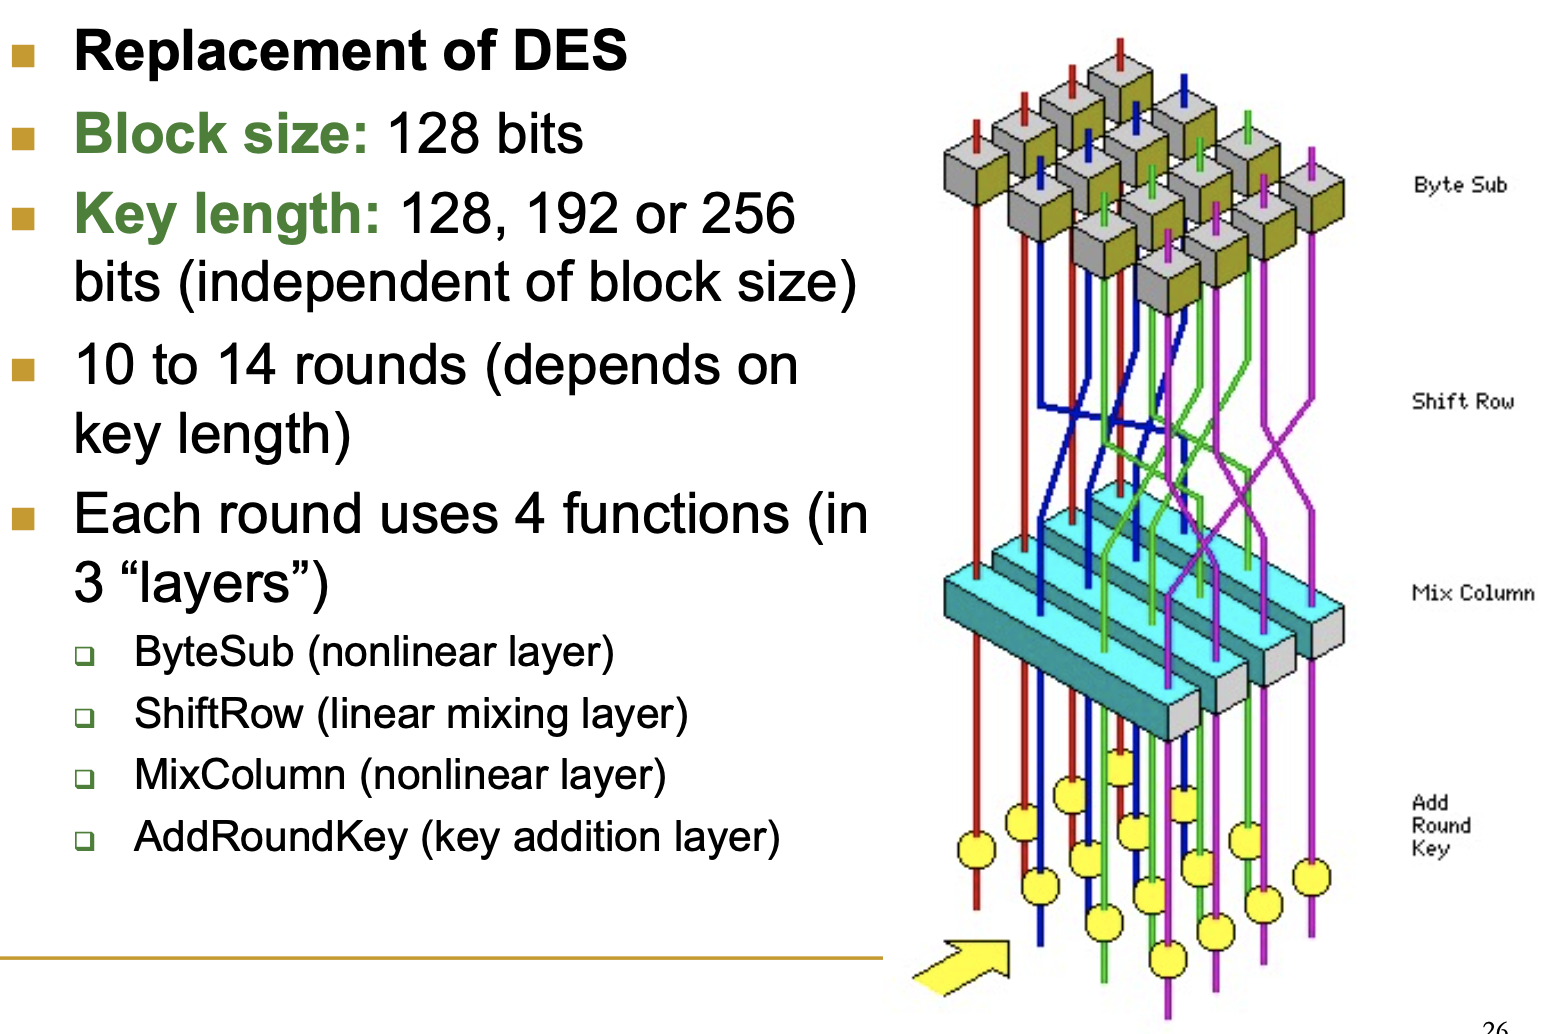 Replacement of DES
Block size: 128 bits
Key length: 128, 192 or 256
bits (independent of block size)
10 to 14 rounds (depends on
key length)
Each round uses 4 functions (in
3 “layers”)
ByteSub (nonlinear layer)
ShiftRow (linear mixing layer)
MixColumn (nonlinear layer)
AddRoundKey (key addition layer)
Byte Sub
Shift Row
Mix Column
Add
Round
Key
26